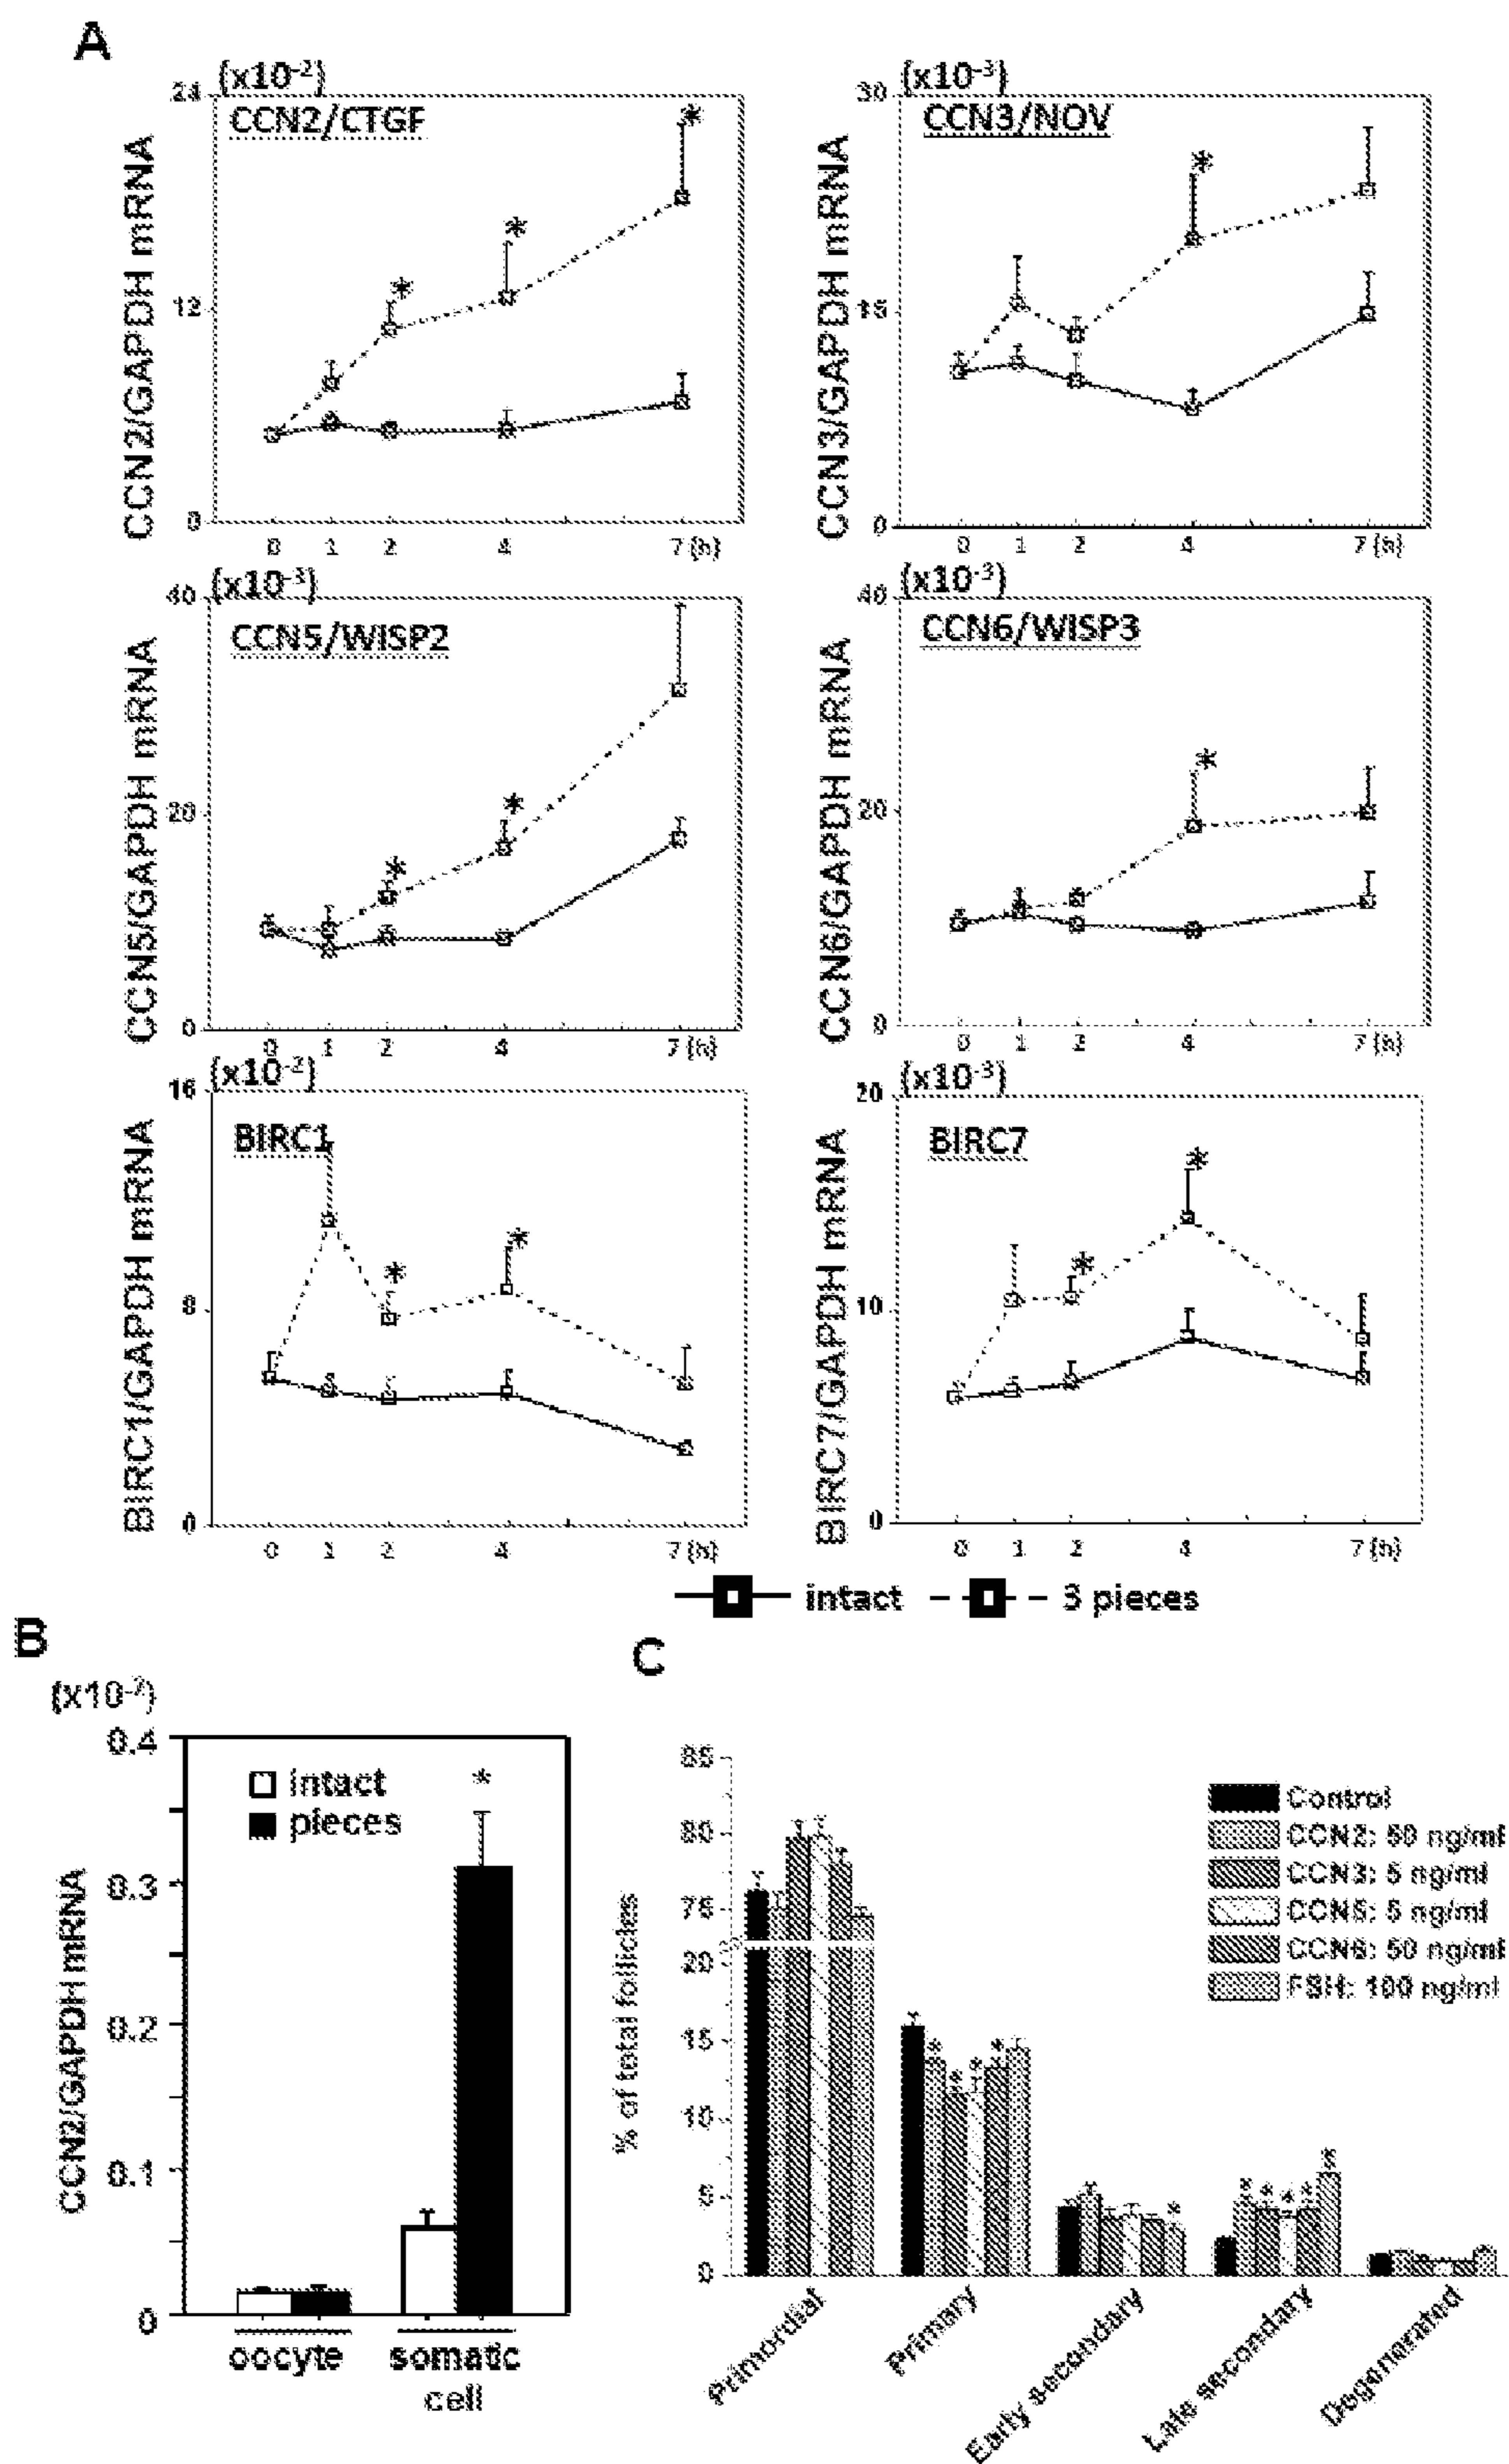 A
(x10-2)
24
CCN2/CTGF
12
0
CCN2/GAPDH mRNA
0 1 2 4 7 (h)
(x10-3)
30
CCN3/NOV
15
0
CCN3/GAPDH mRNA
0 1 2 4 7 (h)
(x10-3)
40
CCN5/WISP2
20
0
CCN5/GAPDH mRNA
0 1 2 4 7 (h)
(x10-3)
40
CCN6/WISP3
20
0
CCN6/GAPDH mRNA
0 1 2 4 7 (h)
(x10-2)
16
BIRC1
8
0
BIRC1/GAPDH mRNA
0 1 2 4 7 (h)
(x10-3)
20
BIRC7
10
0
BIRC7/GAPDH mRNA
0 1 2 4 7 (h)
intact 3 pieces
B
(x10-2)
0.4
0.3
0.2
0.1
0
CCN2/GAPDH mRNA
intact
pieces
*
oocyte somatic
cell
C
85
80
75
20
15
10
5
0
% of total follicles
Control
CCN2: 50 ng/ml
CCN3: 5 ng/ml
CCN5: 5 ng/ml
CCN6: 50 ng/ml
FSH: 100 ng/ml
Primordial
Primary
Early secondary
Late secondary
Degenerated